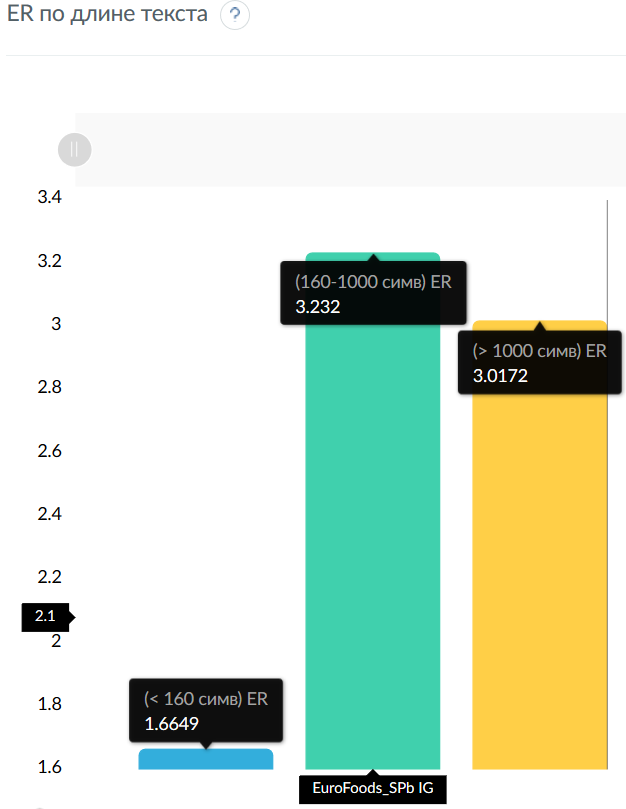 ER по длине текста ?
3.4
3.2
(160-1000 симв) ER
3.232
3
(> 1000 симв) ER
3.0172
2.8
2.6
2.4
2.2
2.1
2
(< 160 симв) ER
1.6649
1.8
1.6
EuroFoods_SPb IG